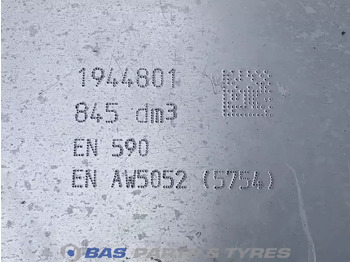 1944801
845 dm3
EN 590
EN AW5052 (5754)
BAS PARTS & TYRES